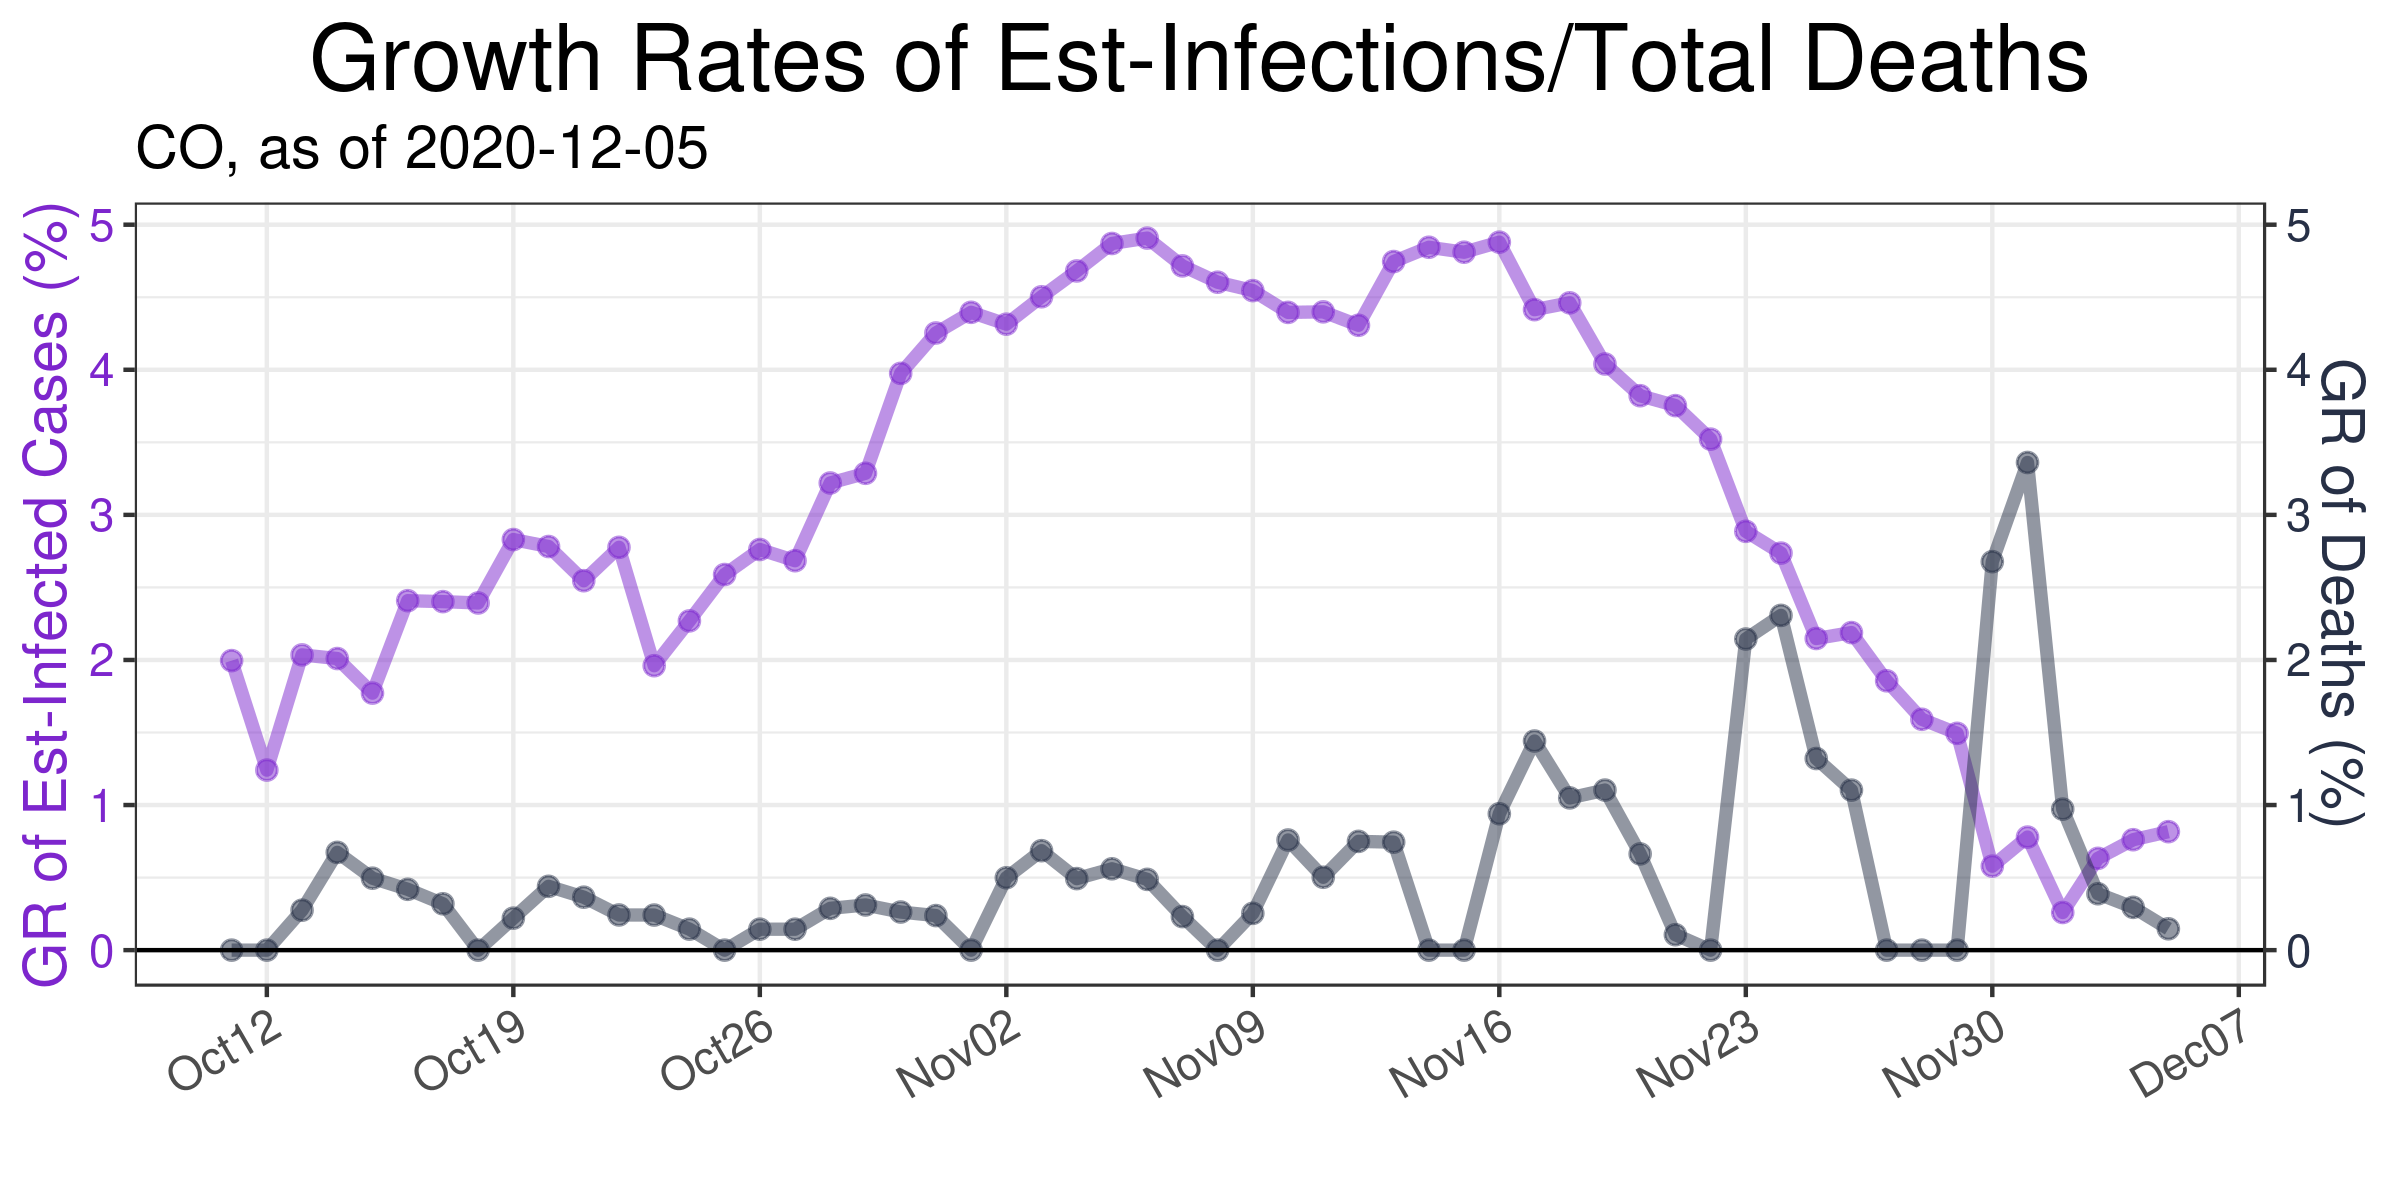 Growth Rates of Est-Infections/Total Deaths
CO, as of 2020-12-05
GR of Est-Infected Cases (%)
5
4
3
2
1
0
5
4
3
2
1
0
GR of Deaths (%)
Oct12
Oct19
Oct26
Nov02
Nov09
Nov16
Nov23
Nov30
Dec07